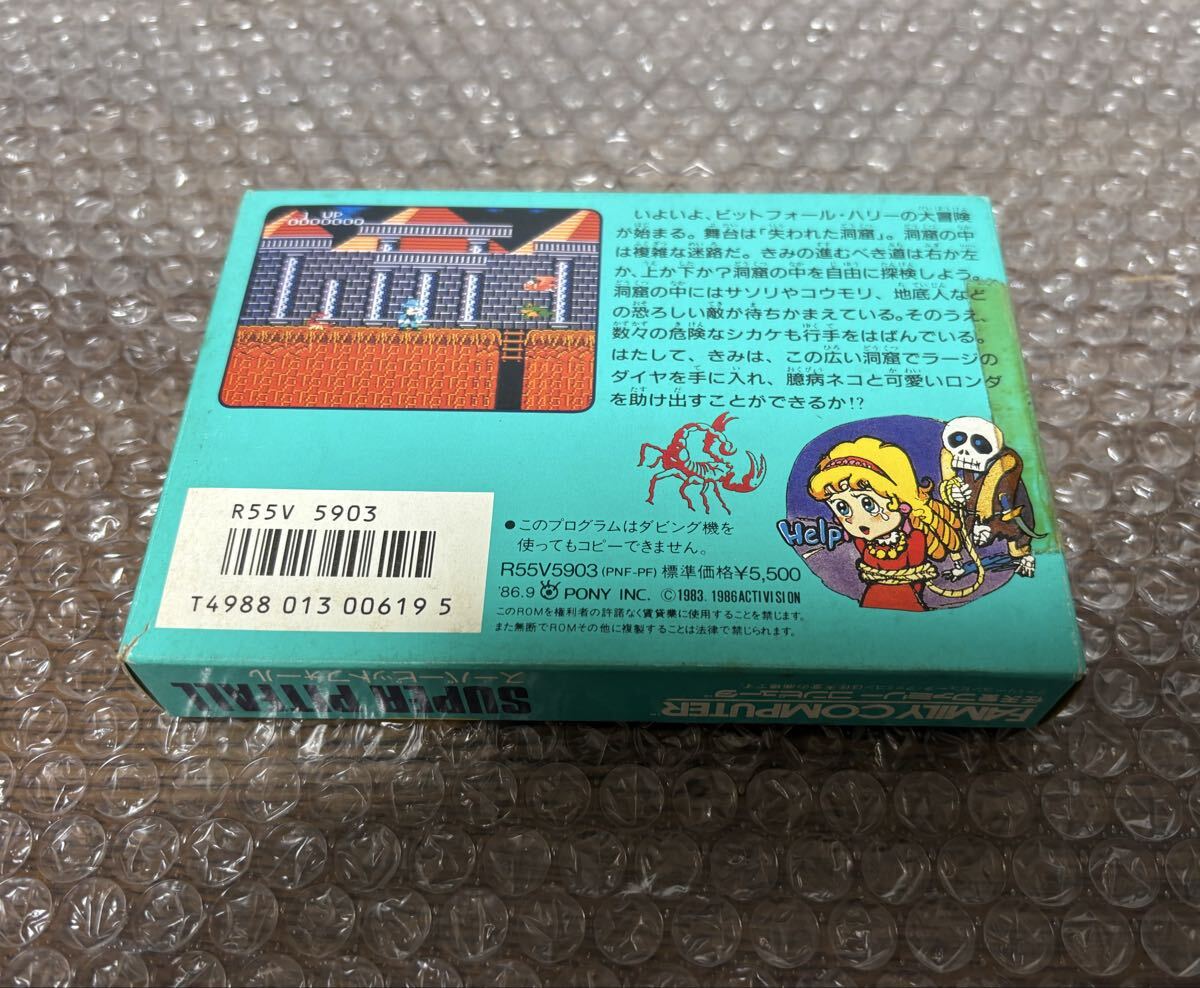 1 UP
0000000
いよいよ、ピットフォール・ハリーの大冒険
が始まる。舞台は「失われた洞窟」。洞窟の中
は複雑な迷路だ。きみの進むべき道は右か左
か、上か下か?洞窟の中を自由に探検しよう。
洞窟の中にはサソリやコウモリ、地底人など
の恐ろしい敵が待ちかまえている。そのうえ、
数々の危険なシカケも行手をはばんでいる。
はたして、きみは、この広い洞窟でラージの
ダイヤを手に入れ、臆病ネコと可愛いロンダ
を助け出すことができるか!?
Help
R55V 5903
T4988 013 00619 5
●このプログラムはダビング機を
使ってもコピーできません。
R55V5903 (PNF-PF) 標準価格¥5,500
'86.9 PONY INC. ©1983. 1986 ACTIVISION
このROMを権利者の許諾なく賃貸業に使用することを禁じます。
また無断でROMその他に複製することは法律で禁じられます。
スーパーピットフォール
SUPER PITFALL
FAMILY COMPUTER™